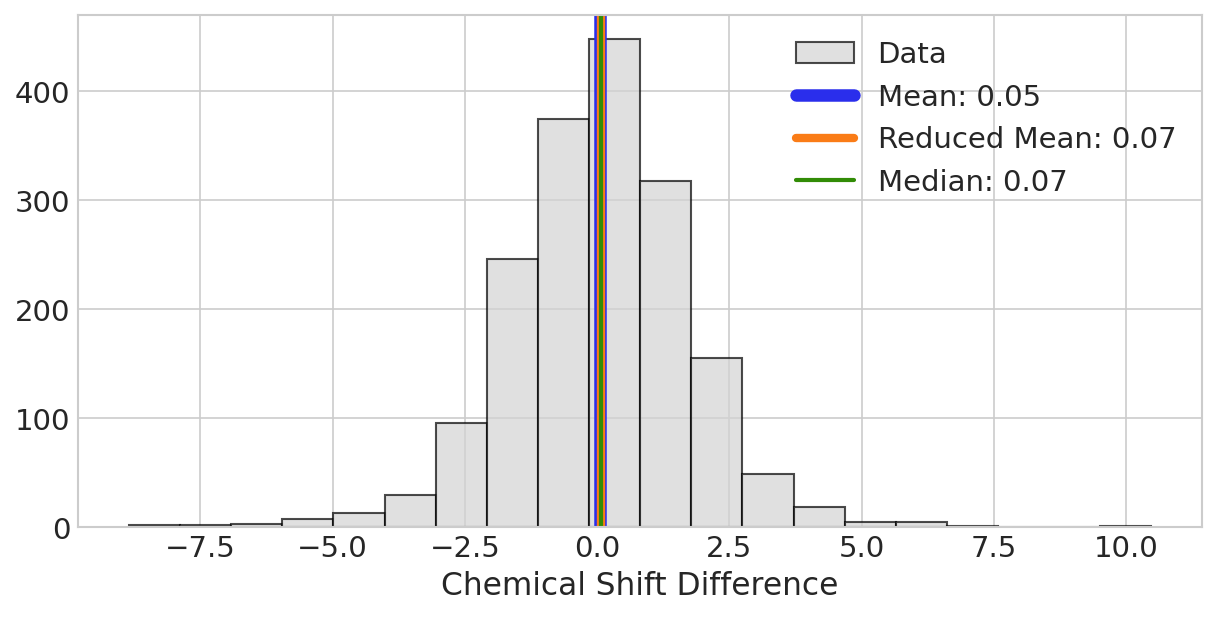 400
300
200
100
0
−7.5 −5.0 −2.5 0.0 2.5 5.0 7.5 10.0
Chemical Shift Difference
Data
Mean: 0.05
Reduced Mean: 0.07
Median: 0.07